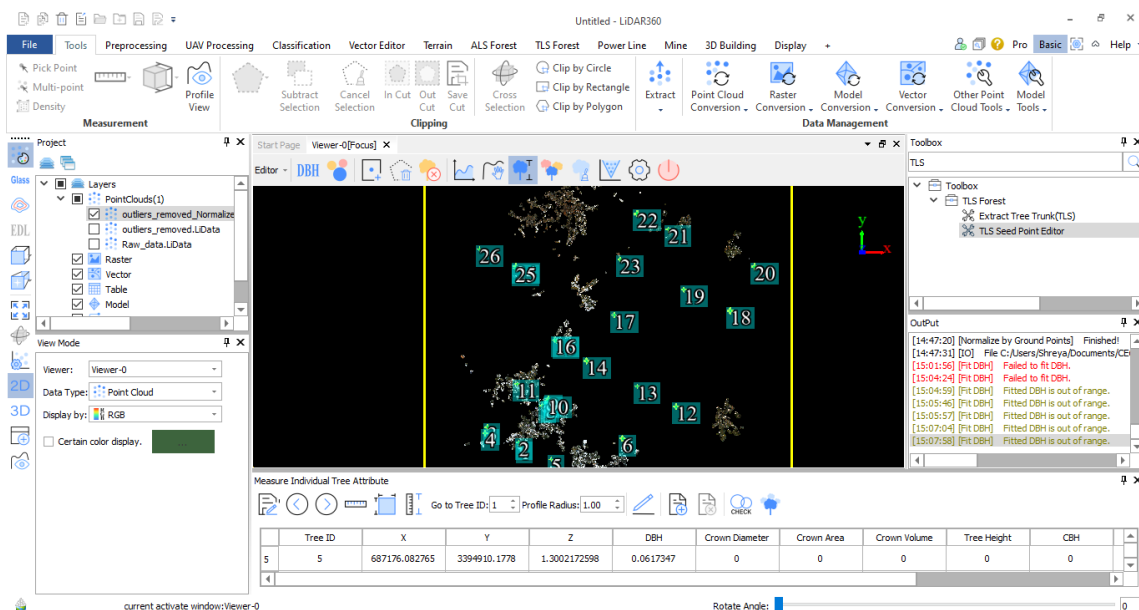 Untitled - LiDAR360
File Tools Preprocessing UAV Processing Classification Vector Editor Terrain ALS Forest TLS Forest Power Line Mine 3D Building Display + Pro Basic Help
Pick Point
Multi-point
Density
Profile View
Measurement
Subtract Selection
Cancel Selection
In Cut
Out Cut
Save Cut
Cross Selection
Clip by Circle
Clip by Rectangle
Clip by Polygon
Clipping
Extract
Point Cloud Conversion
Raster Conversion
Model Conversion
Vector Conversion
Other Point Cloud Tools
Model Tools
Data Management
Glass
EDL
2D
3D
Project
Layers
PointClouds(1)
outliers_removed_Normalize
outliers_removed.LiData
Raw_data.LiData
Raster
Vector
Table
Model
View Mode
Viewer: Viewer-0
Data Type: Point Cloud
Display by: RGB
Certain color display. ...
Start Page Viewer-0[Focus]
Editor DBH
22
21
26
25
23
20
19
18
17
16
14
11
10
13
12
4
2
6
5
y
x
Toolbox
TLS
Toolbox
TLS Forest
Extract Tree Trunk(TLS)
TLS Seed Point Editor
OutPut
[14:47:20] [Normalize by Ground Points] Finished!
[14:47:31] [IO] File C:/Users/Shreya/Documents/CE
[15:01:56] [Fit DBH] Failed to fit DBH.
[15:04:24] [Fit DBH] Failed to fit DBH.
[15:04:59] [Fit DBH] Fitted DBH is out of range.
[15:05:46] [Fit DBH] Fitted DBH is out of range.
[15:05:57] [Fit DBH] Fitted DBH is out of range.
[15:07:04] [Fit DBH] Fitted DBH is out of range.
[15:07:58] [Fit DBH] Fitted DBH is out of range.
Measure Individual Tree Attribute
Go to Tree ID: 1 Profile Radius: 1.00 CHECK
Tree ID X Y Z DBH Crown Diameter Crown Area Crown Volume Tree Height CBH
5 5 687176.082765 3394910.1778 1.3002172598 0.0617347 0 0 0 0 0
current activate window:Viewer-0
Rotate Angle: 0